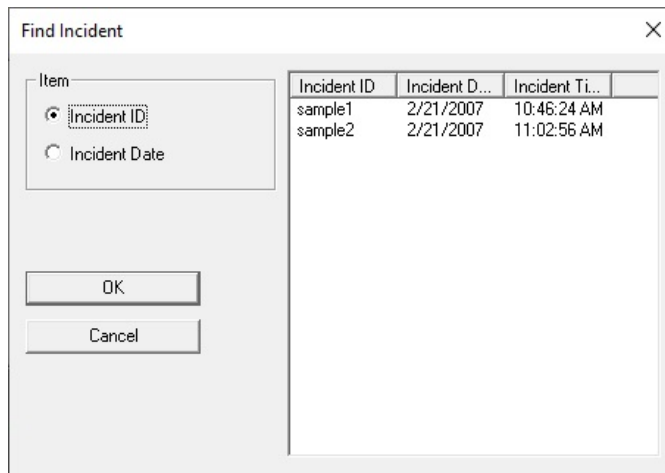 Find Incident
Item
Incident ID
Incident Date
OK
Cancel
Incident ID Incident D... Incident Ti...
sample1 2/21/2007 10:46:24 AM
sample2 2/21/2007 11:02:56 AM